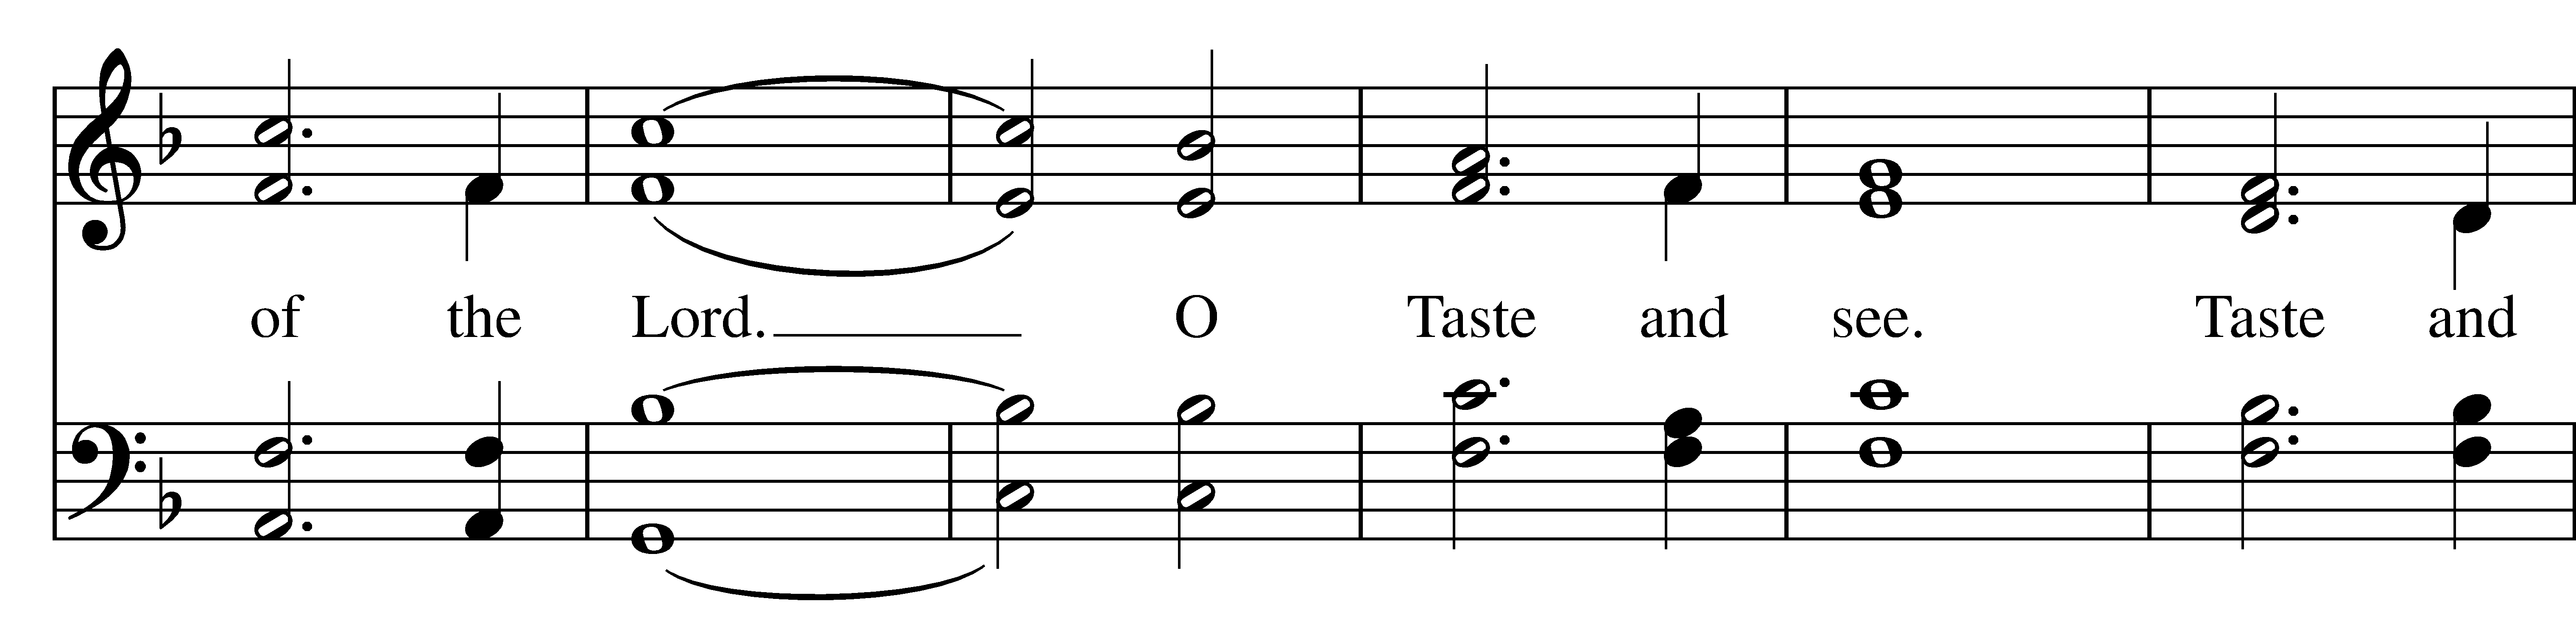 of the Lord. O Taste and see. Taste and